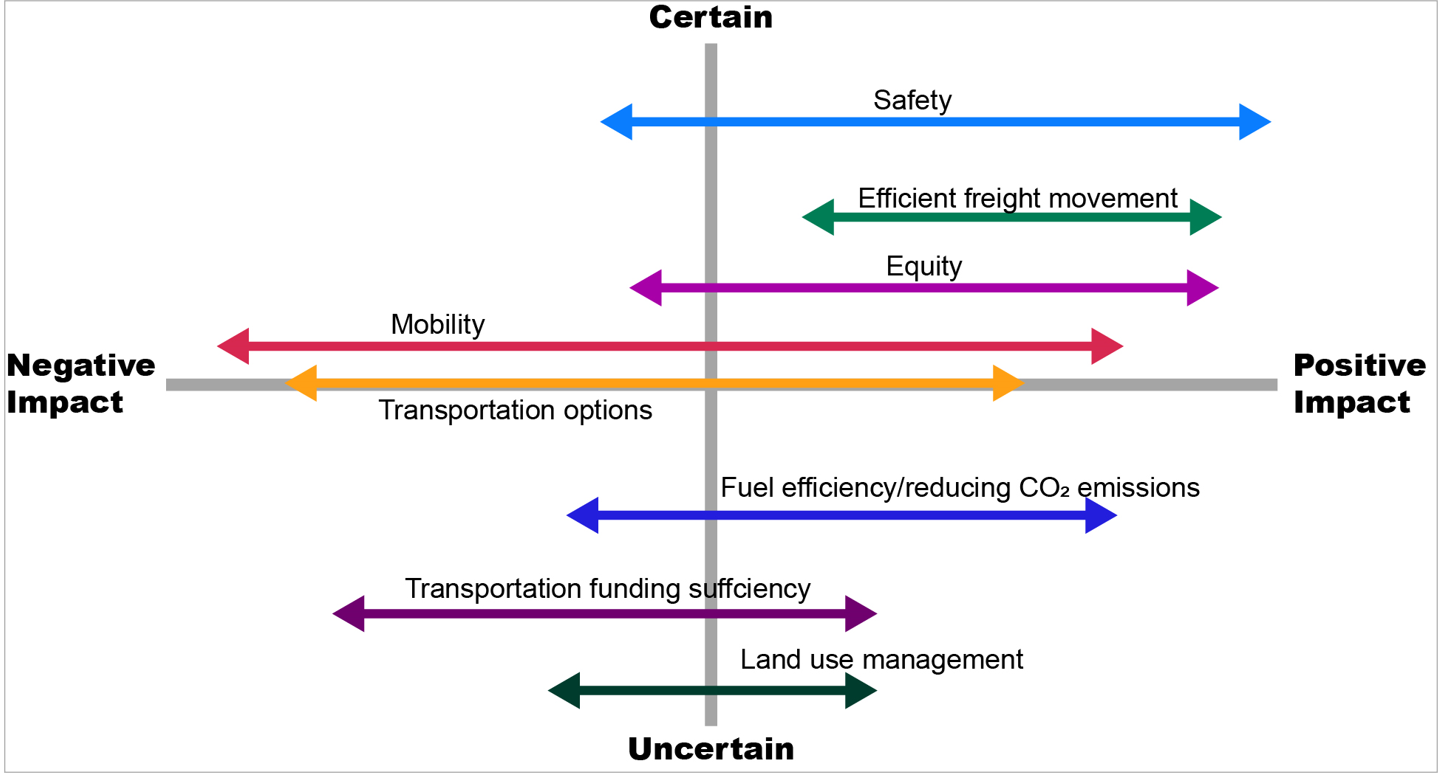 Certain
Safety
Efficient freight movement
Equity
Mobility
Negative
Impact
Positive
Impact
Transportation options
Fuel efficiency/reducing CO₂ emissions
Transportation funding suffciency
Land use management
Uncertain